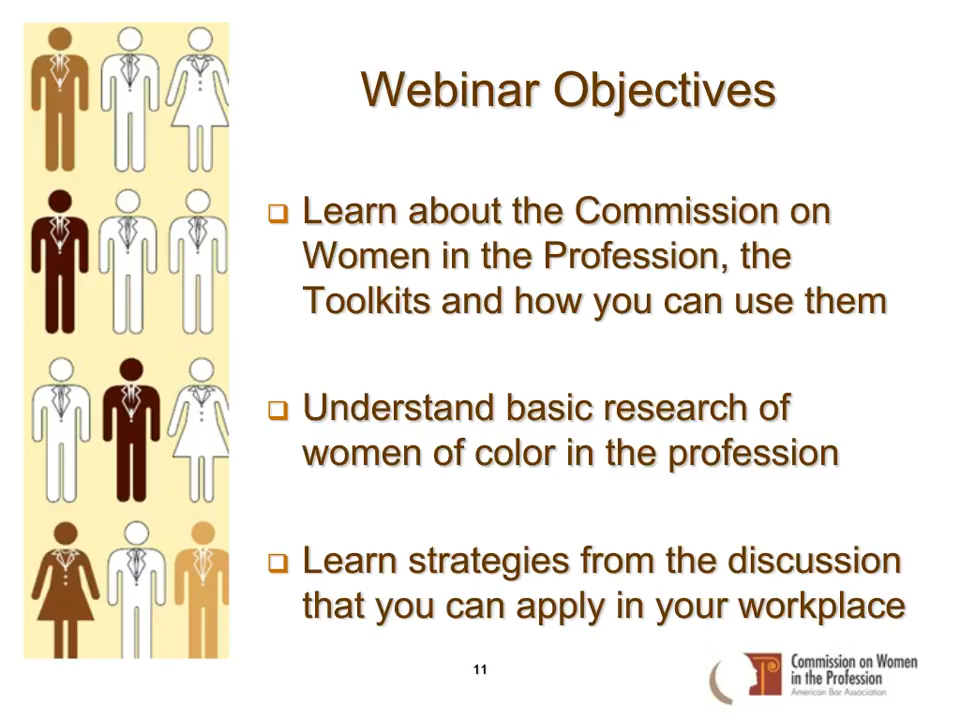 Webinar Objectives
Learn about the Commission on
Women in the Profession, the
Toolkits and how you can use them
Understand basic research of
women of color in the profession
Learn strategies from the discussion
that you can apply in your workplace
11
Commission on Women
in the Profession
American Bar Association